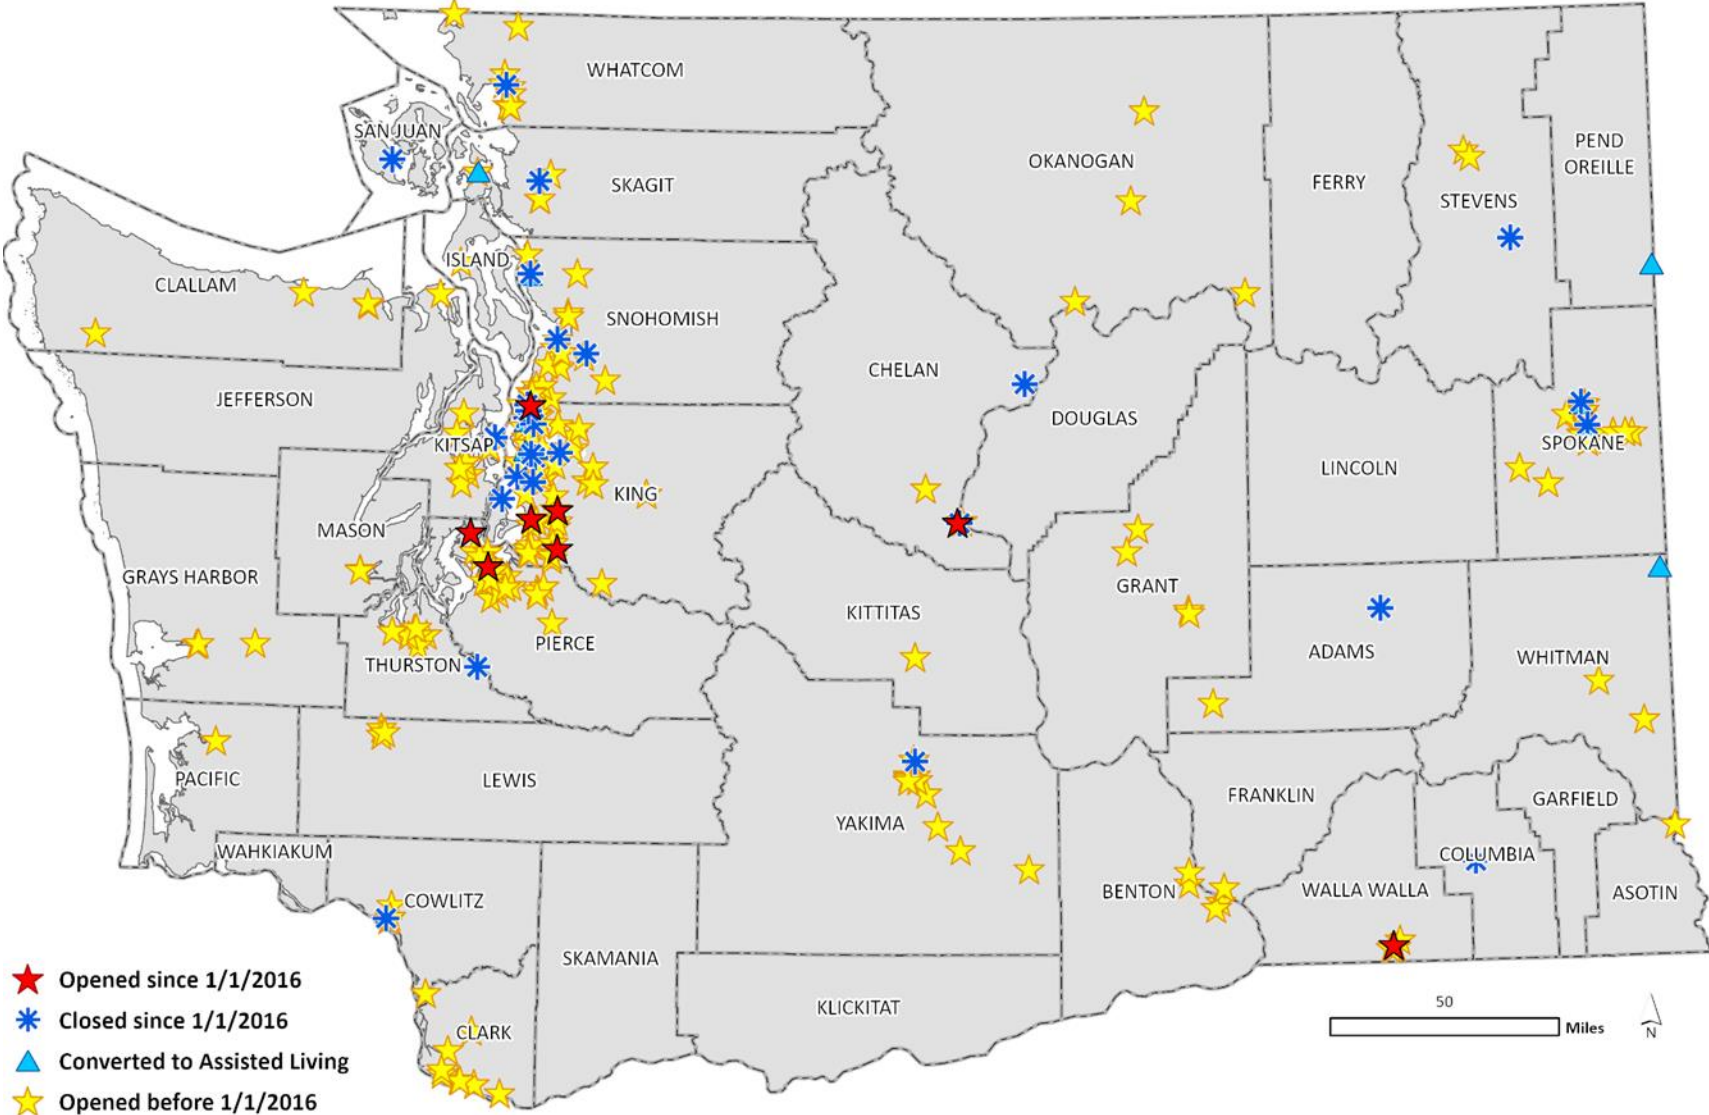 WHATCOM
SAN JUAN
SKAGIT
OKANOGAN
FERRY
STEVENS
PEND
OREILLE
ISLAND
CLALLAM
SNOHOMISH
CHELAN
DOUGLAS
JEFFERSON
KITSAP
KING
LINCOLN
SPOKANE
MASON
GRAYS HARBOR
KITTITAS
GRANT
ADAMS
WHITMAN
THURSTON
PIERCE
PACIFIC
LEWIS
YAKIMA
FRANKLIN
GARFIELD
WAHKIAKUM
COWLITZ
BENTON
WALLA WALLA
COLUMBIA
ASOTIN
SKAMANIA
KLICKITAT
CLARK
Opened since 1/1/2016
Closed since 1/1/2016
Converted to Assisted Living
Opened before 1/1/2016
50
Miles
N